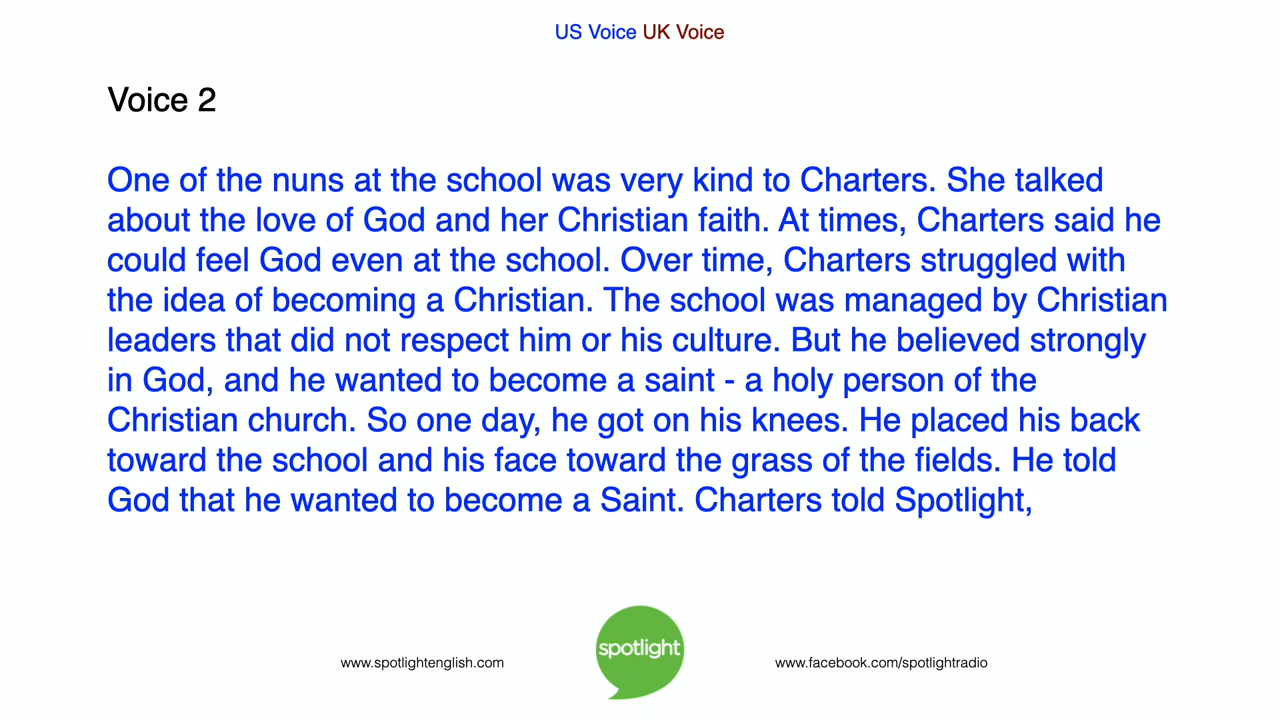 US Voice UK Voice
Voice 2
One of the nuns at the school was very kind to Charters. She talked
about the love of God and her Christian faith. At times, Charters said he
could feel God even at the school. Over time, Charters struggled with
the idea of becoming a Christian. The school was managed by Christian
leaders that did not respect him or his culture. But he believed strongly
in God, and he wanted to become a saint - a holy person of the
Christian church. So one day, he got on his knees. He placed his back
toward the school and his face toward the grass of the fields. He told
God that he wanted to become a Saint. Charters told Spotlight,
spotlight
www.spotlightenglish.com
www.facebook.com/spotlightradio